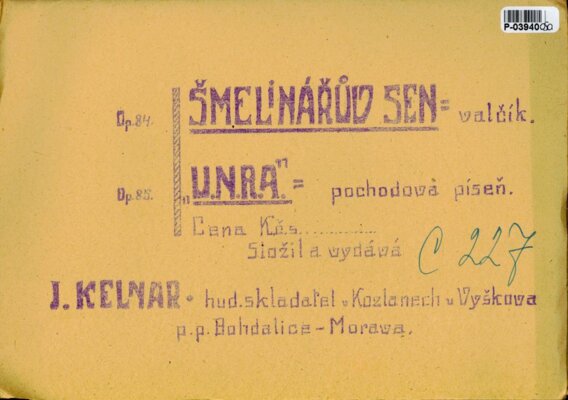 P-03940
Op.84. ŠMELINÁŘŮV SEN = valčík.
Op.85. „U.N.R.A." = pochodová píseň.
Cena Kčs............
Složil a vydává
C 227
J. KELNAR • hud. skladatel v Kozlanech u Vyškova
p.p. Bohdalice - Morava.